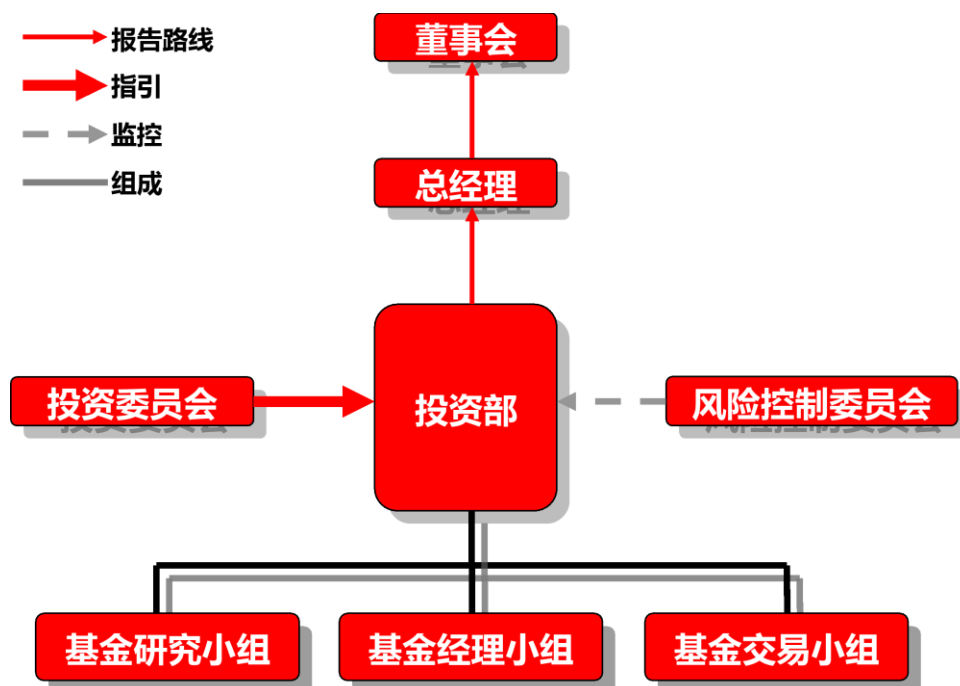 报告路线
指引
监控
组成
董事会
总经理
投资委员会
投资部
风险控制委员会
基金研究小组
基金经理小组
基金交易小组